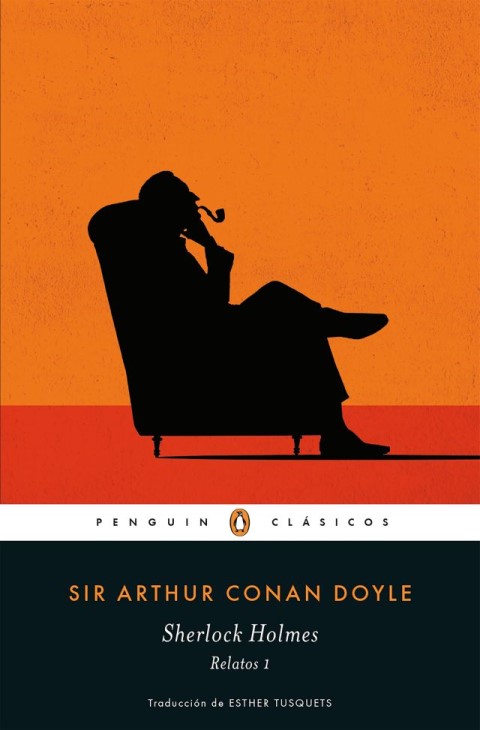 PENGUIN CLÁSICOS
SIR ARTHUR CONAN DOYLE
Sherlock Holmes
Relatos 1
Traducción de ESTHER TUSQUETS